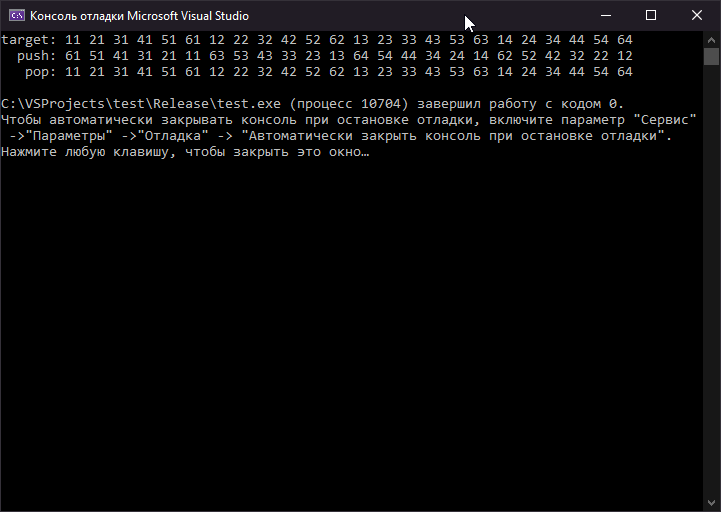 Консоль отладки Microsoft Visual Studio
target: 11 21 31 41 51 61 12 22 32 42 52 62 13 23 33 43 53 63 14 24 34 44 54 64
push: 61 51 41 31 21 11 63 53 43 33 23 13 64 54 44 34 24 14 62 52 42 32 22 12
pop: 11 21 31 41 51 61 12 22 32 42 52 62 13 23 33 43 53 63 14 24 34 44 54 64
C:\VSProjects\test\Release\test.exe (процесс 10704) завершил работу с кодом 0.
Чтобы автоматически закрывать консоль при остановке отладки, включите параметр "Сервис"
->"Параметры" ->"Отладка" -> "Автоматически закрыть консоль при остановке отладки".
Нажмите любую клавишу, чтобы закрыть это окно…